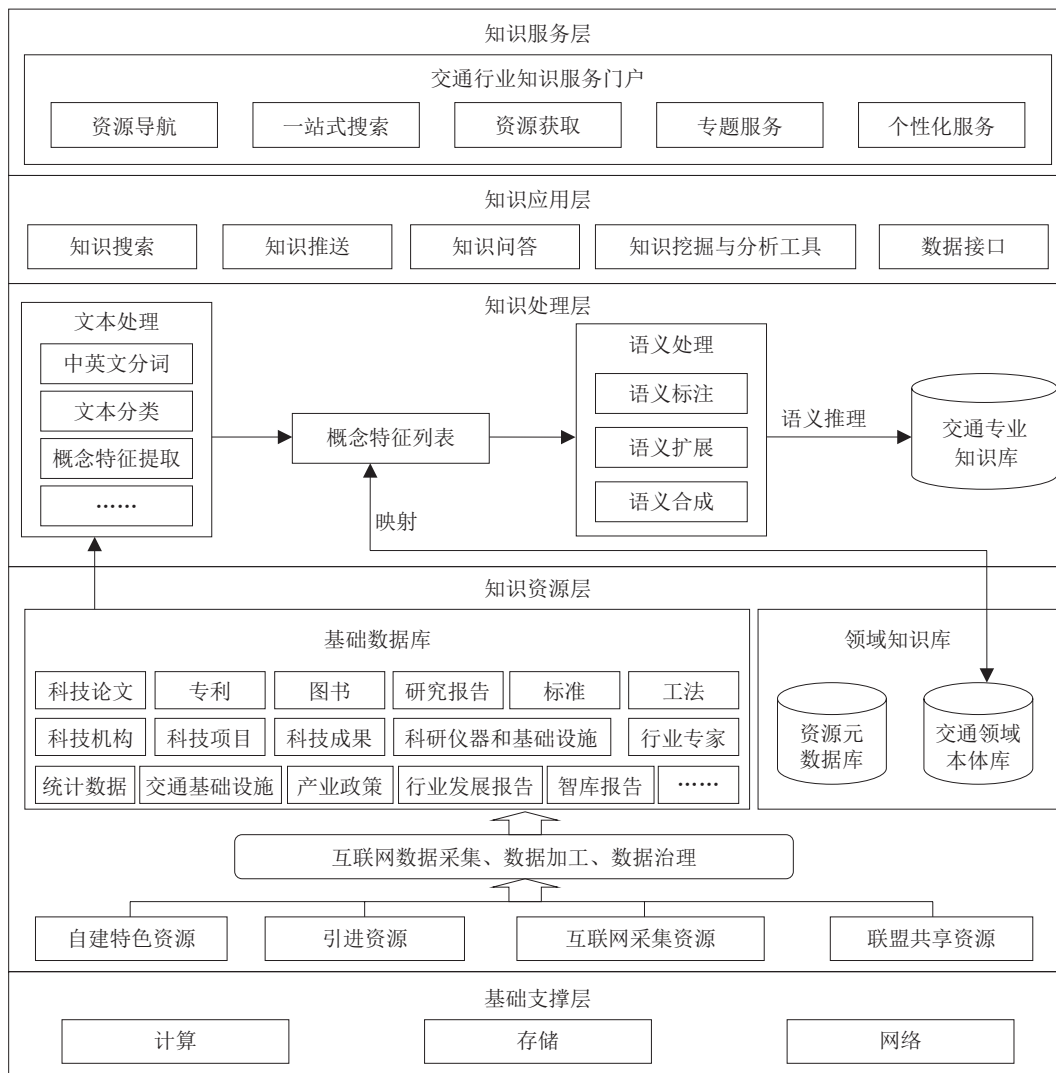 知识服务层
交通行业知识服务门户
资源导航
一站式搜索
资源获取
专题服务
个性化服务
知识应用层
知识搜索
知识推送
知识问答
知识挖掘与分析工具
数据接口
知识处理层
文本处理
中英文分词
文本分类
概念特征提取
……
概念特征列表
映射
语义处理
语义标注
语义扩展
语义合成
语义推理
交通专业
知识库
知识资源层
基础数据库
科技论文
专利
图书
研究报告
标准
工法
科技机构
科技项目
科技成果
科研仪器和基础设施
行业专家
统计数据
交通基础设施
产业政策
行业发展报告
智库报告
……
领域知识库
资源元
数据库
交通领域
本体库
互联网数据采集、数据加工、数据治理
自建特色资源
引进资源
互联网采集资源
联盟共享资源
基础支撑层
计算
存储
网络